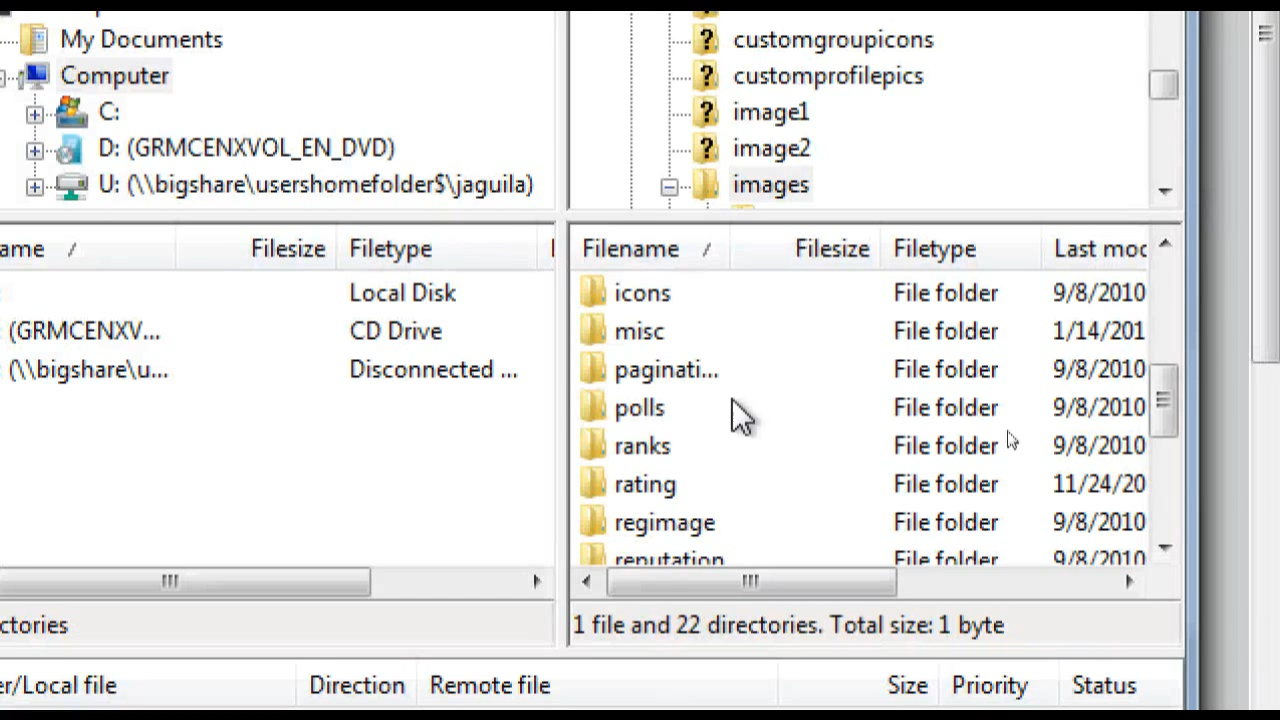 My Documents
Computer
C:
D: (GRMCENXVOL_EN_DVD)
U: (\\bigshare\usershomefolder$\jaguila)
customgroupicons
customprofilepics
image1
image2
images
ame / Filesize Filetype
Local Disk
(GRMCENXV... CD Drive
(\\bigshare\u... Disconnected ...
ctories
Filename / Filesize Filetype Last moc
icons File folder 9/8/2010
misc File folder 1/14/201
paginati... File folder 9/8/2010
polls File folder 9/8/2010
ranks File folder 9/8/2010
rating File folder 11/24/20
regimage File folder 9/8/2010
reputation File folder 9/8/2010
1 file and 22 directories. Total size: 1 byte
er/Local file Direction Remote file Size Priority Status